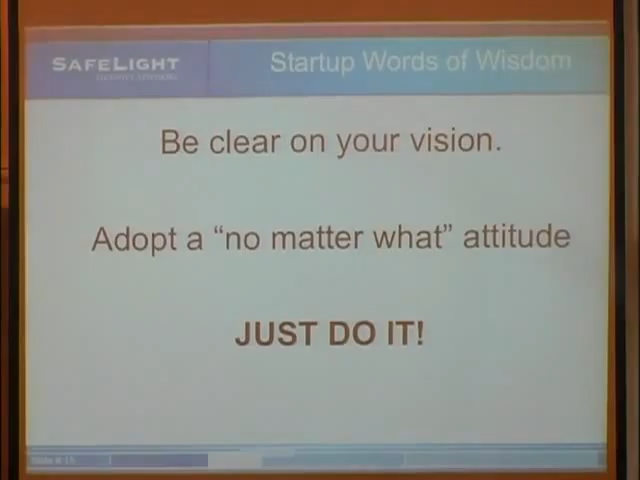 SAFELIGHT
Startup Words of Wisdom
Be clear on your vision.
Adopt a “no matter what” attitude
JUST DO IT!